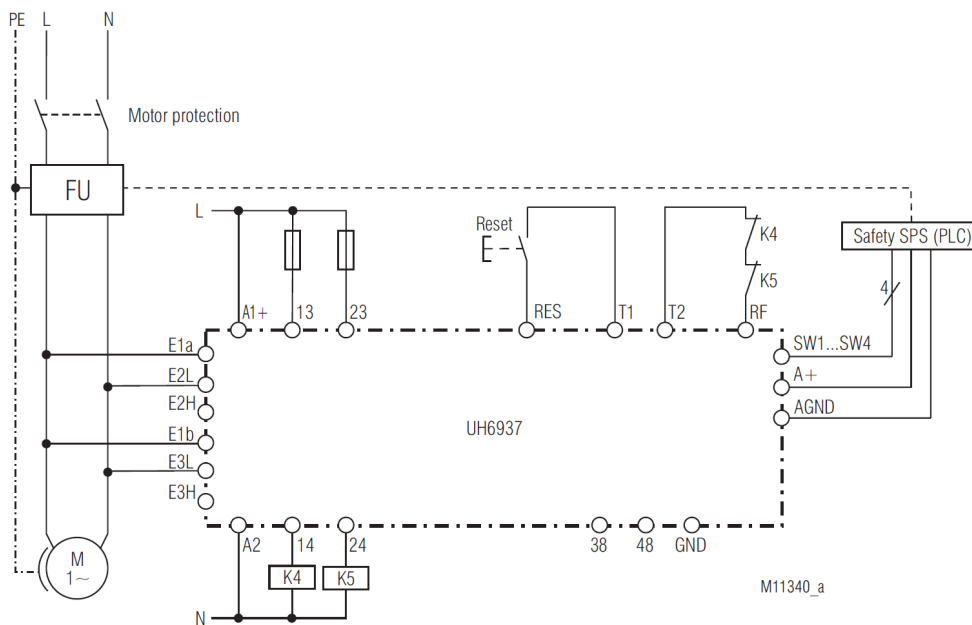 PE L N
Motor protection
FU
L
Reset
K4
K5
Safety SPS (PLC)
4
A1+ 13 23 RES T1 T2 RF
E1a
E2L
E2H
E1b
E3L
E3H
SW1...SW4
A+
AGND
UH6937
A2 14 24 38 48 GND
K4 K5
M
1~
N
M11340_a